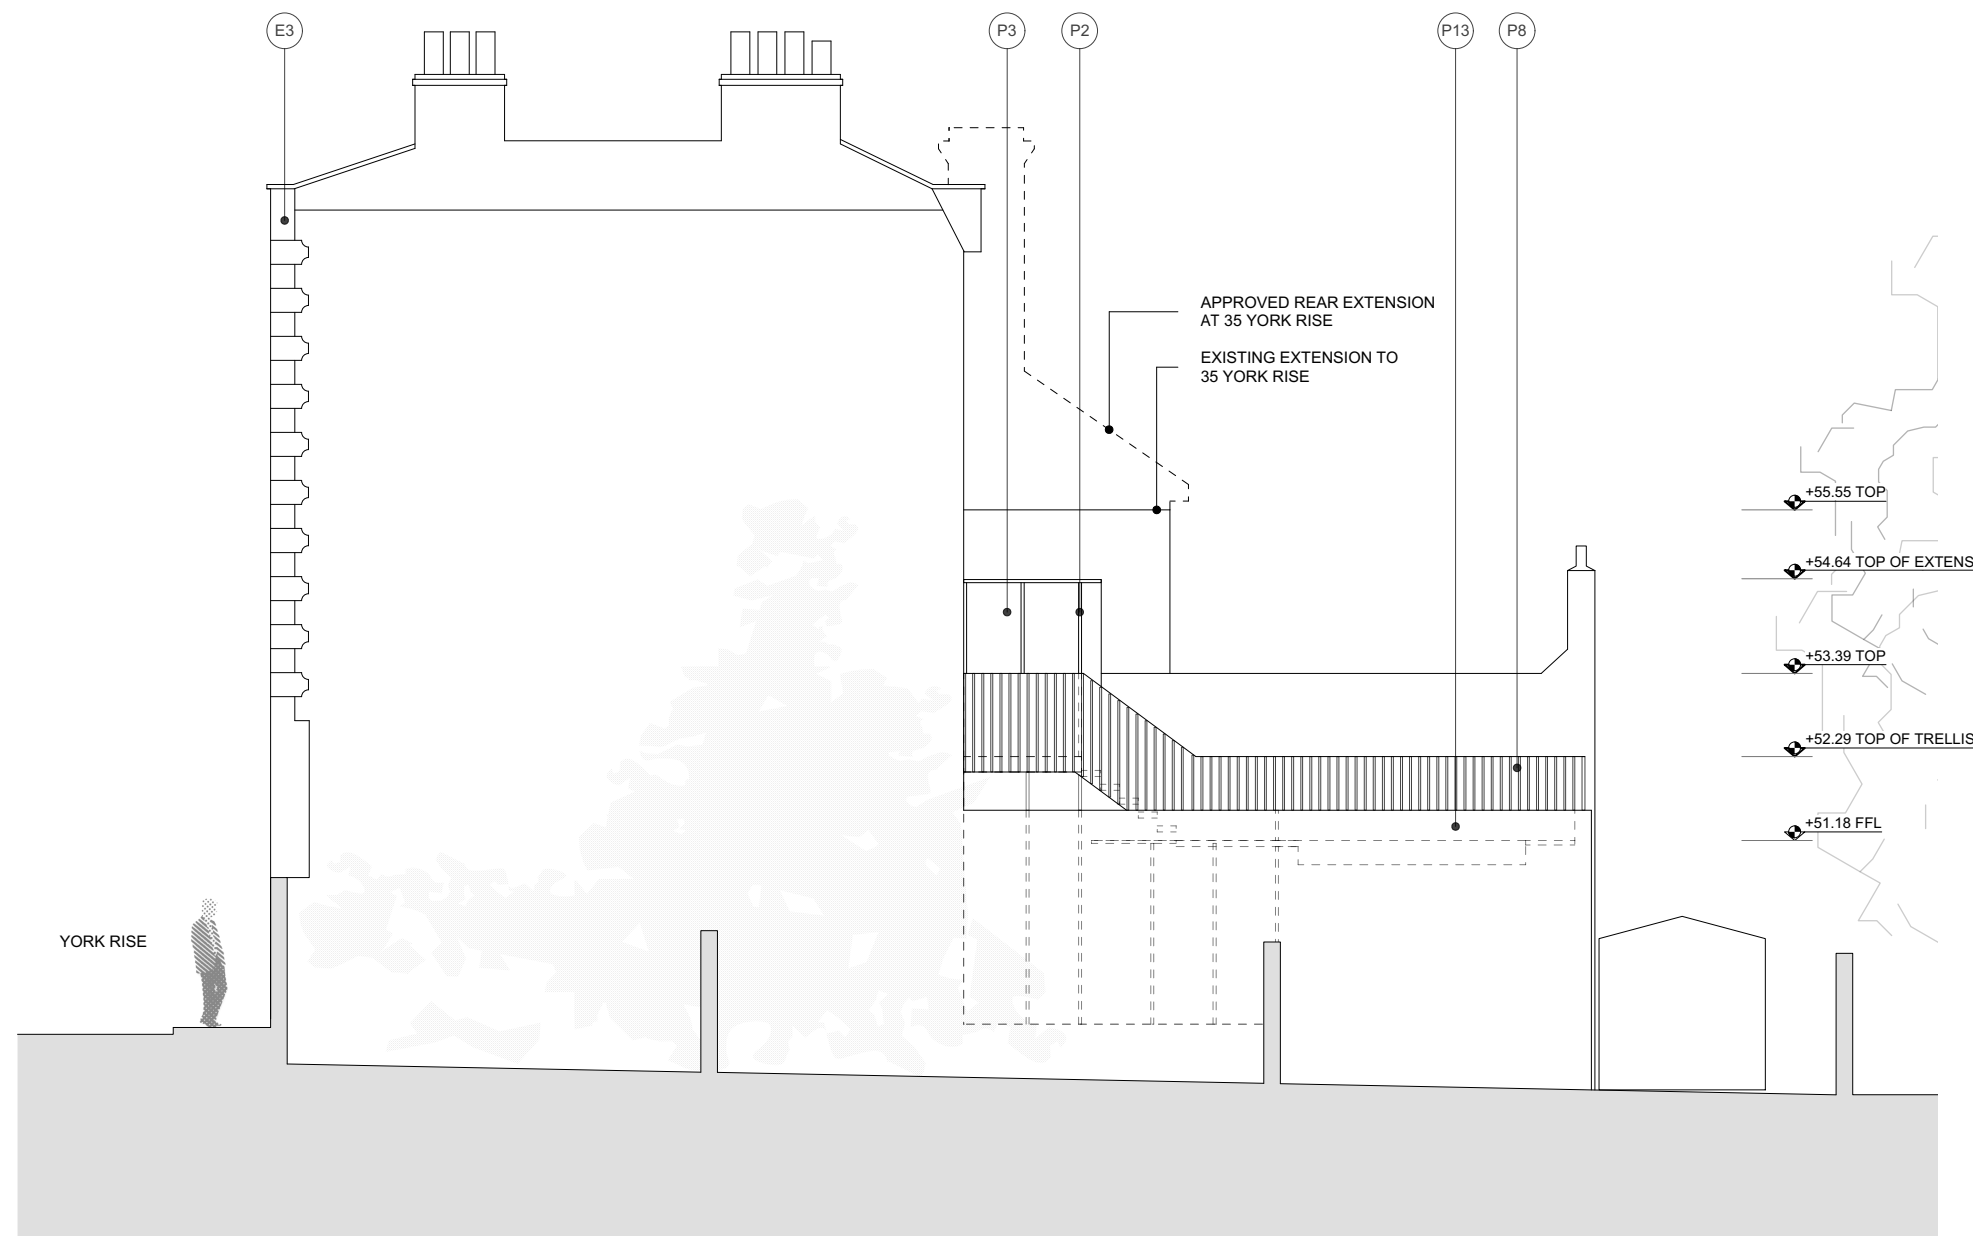 E3
P3
P2
P13
P8
APPROVED REAR EXTENSION
AT 35 YORK RISE
EXISTING EXTENSION TO
35 YORK RISE
+55.55 TOP
+54.64 TOP OF EXTENS
+53.39 TOP
+52.29 TOP OF TRELLIS
+51.18 FFL
YORK RISE